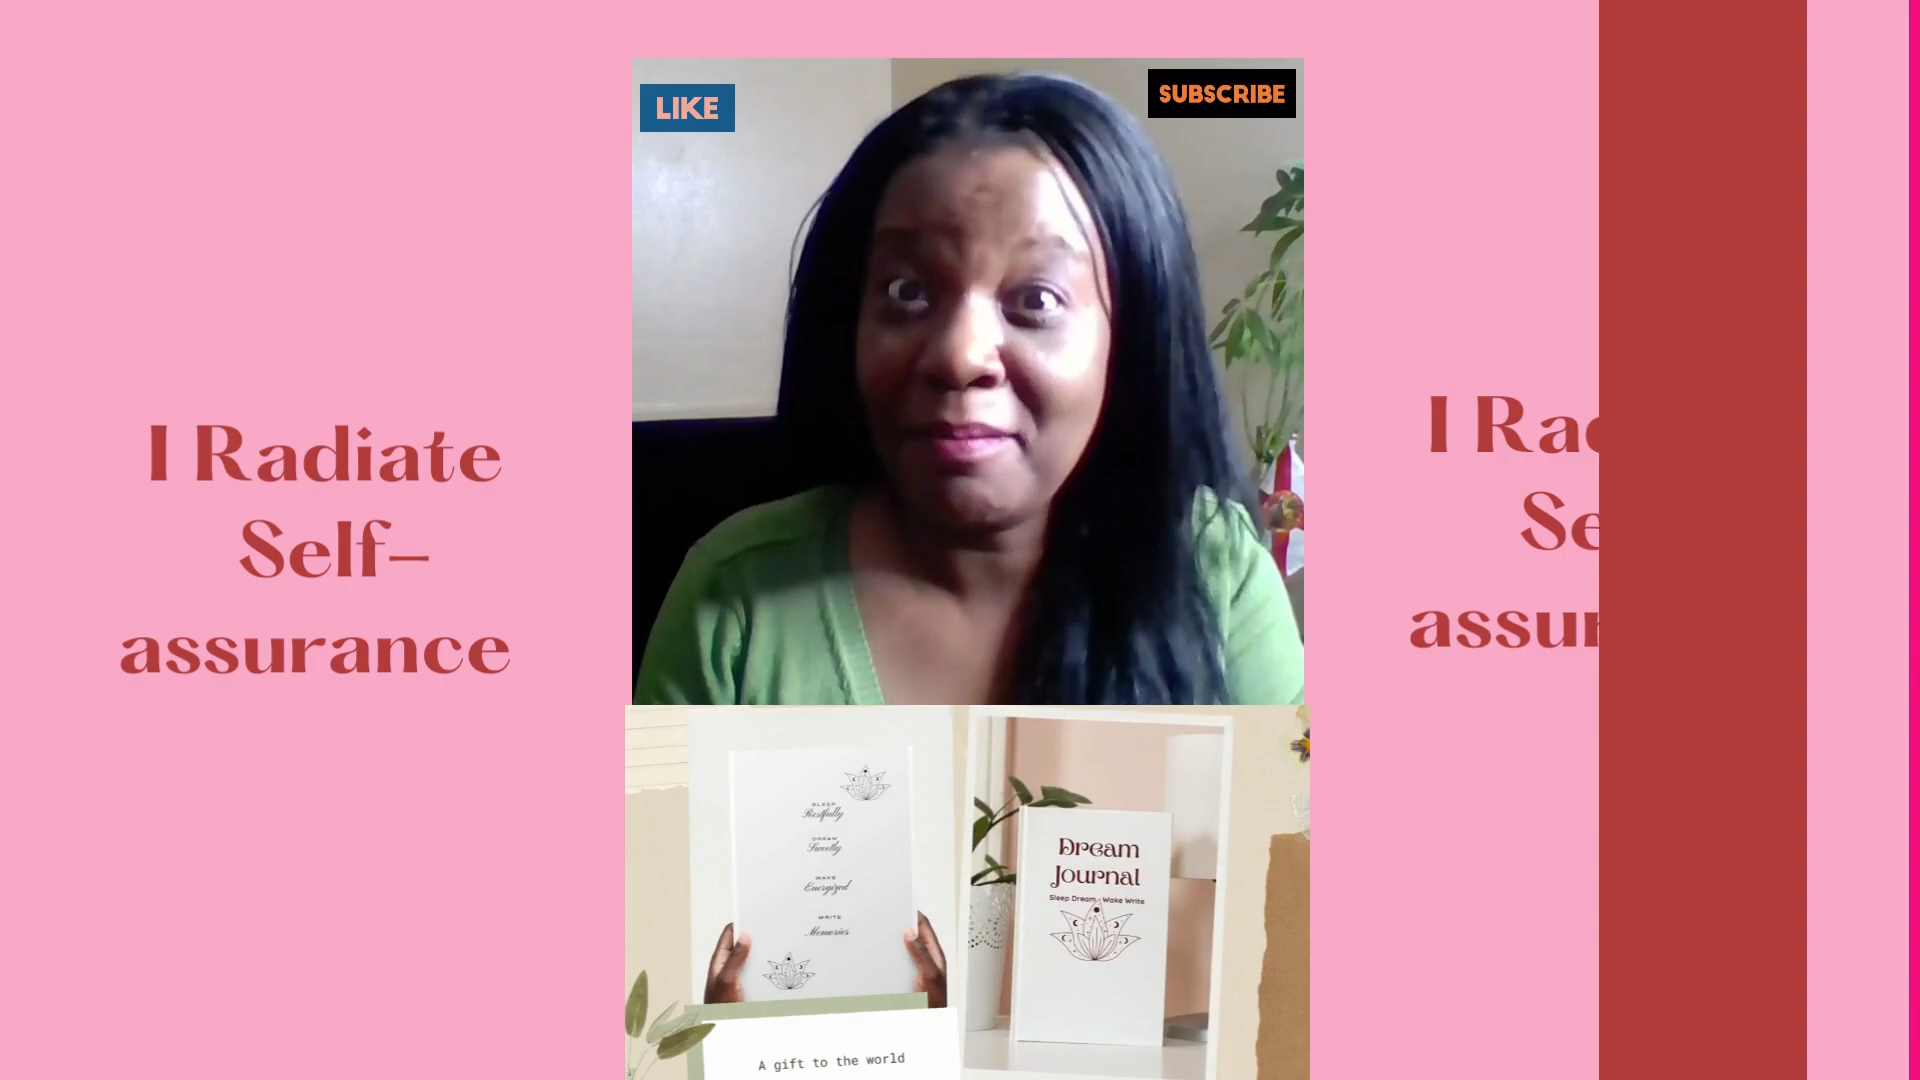 LIKE
SUBSCRIBE
I Radiate
Self-
assurance
I Rad
Se
assur
SLEEP
Restfully
DREAM
Sweetly
WAKE
Energized
WRITE
Memories
Dream
Journal
Sleep Dream Wake Write
A gift to the world